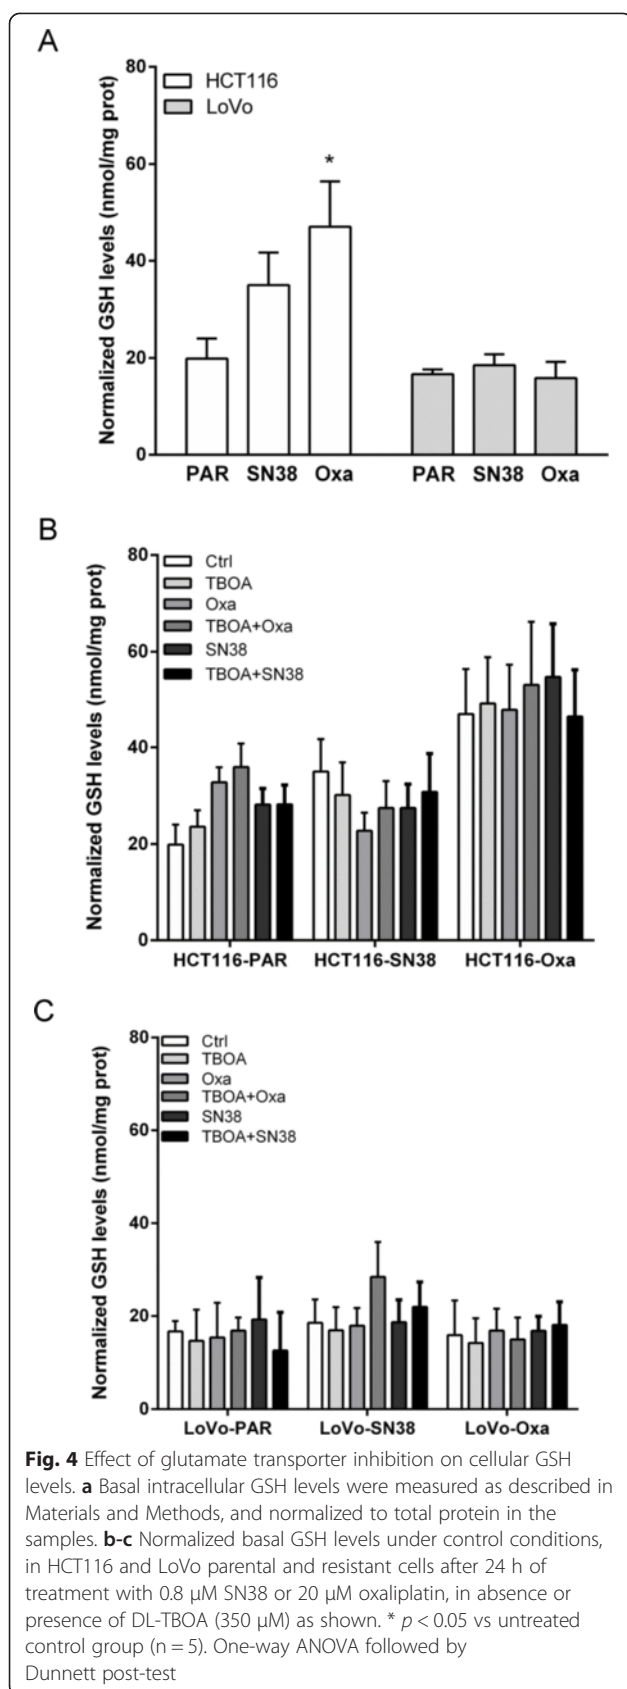 A
Normalized GSH levels (nmol/mg prot)
80
60
40
20
0
HCT116
LoVo
*
PAR SN38 Oxa PAR SN38 Oxa
B
Normalized GSH levels (nmol/mg prot)
80
60
40
20
0
Ctrl
TBOA
Oxa
TBOA+Oxa
SN38
TBOA+SN38
HCT116-PAR HCT116-SN38 HCT116-Oxa
C
Normalized GSH levels (nmol/mg prot)
80
60
40
20
0
Ctrl
TBOA
Oxa
TBOA+Oxa
SN38
TBOA+SN38
LoVo-PAR LoVo-SN38 LoVo-Oxa
Fig. 4 Effect of glutamate transporter inhibition on cellular GSH
levels. a Basal intracellular GSH levels were measured as described in
Materials and Methods, and normalized to total protein in the
samples. b-c Normalized basal GSH levels under control conditions,
in HCT116 and LoVo parental and resistant cells after 24 h of
treatment with 0.8 μM SN38 or 20 μM oxaliplatin, in absence or
presence of DL-TBOA (350 μM) as shown. * p < 0.05 vs untreated
control group (n = 5). One-way ANOVA followed by
Dunnett post-test